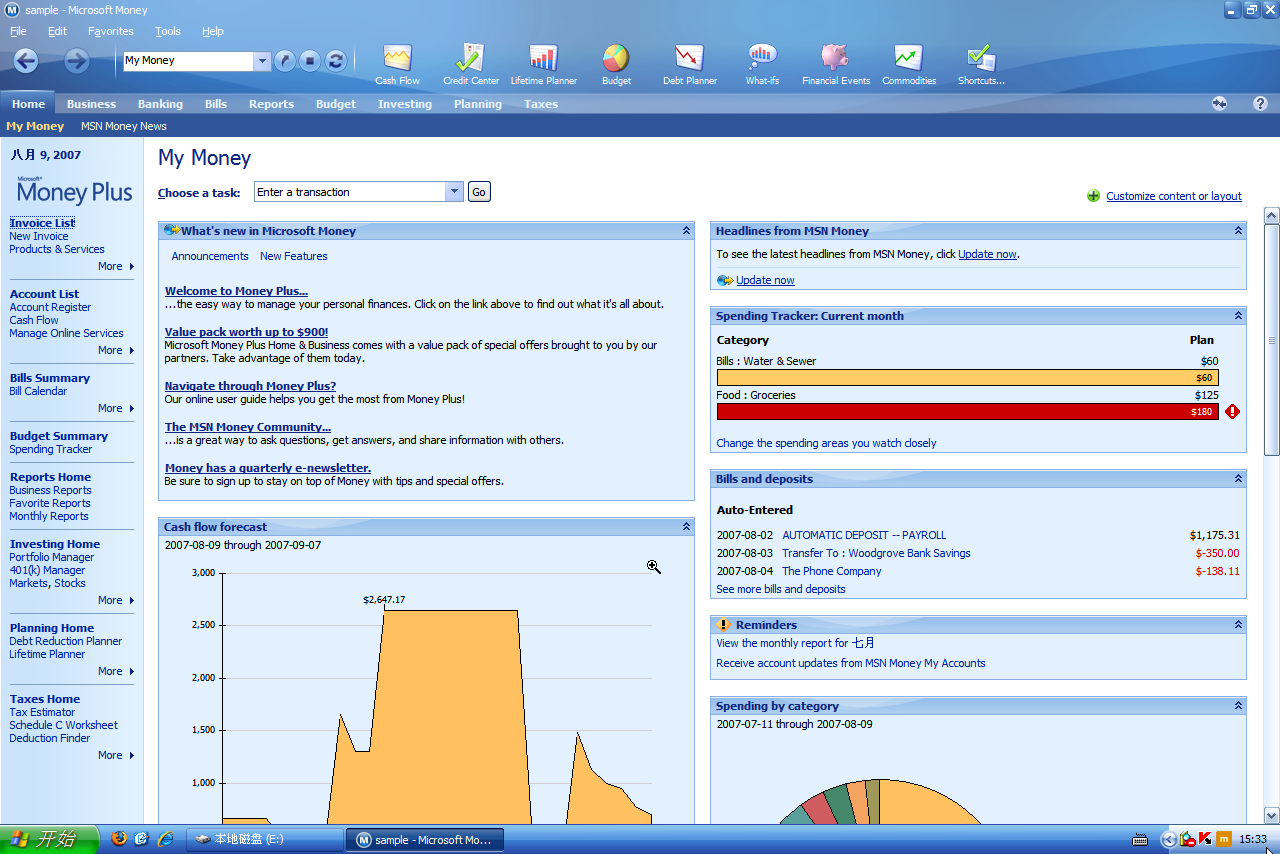 sample - Microsoft Money
File Edit Favorites Tools Help
My Money
Cash Flow Credit Center Lifetime Planner Budget Debt Planner What-ifs Financial Events Commodities Shortcuts...
Home Business Banking Bills Reports Budget Investing Planning Taxes
My Money MSN Money News
八月 9, 2007
Microsoft
Money Plus
Invoice List
New Invoice
Products & Services
More
Account List
Account Register
Cash Flow
Manage Online Services
More
Bills Summary
Bill Calendar
More
Budget Summary
Spending Tracker
Reports Home
Business Reports
Favorite Reports
Monthly Reports
Investing Home
Portfolio Manager
401(k) Manager
Markets, Stocks
More
Planning Home
Debt Reduction Planner
Lifetime Planner
More
Taxes Home
Tax Estimator
Schedule C Worksheet
Deduction Finder
More
My Money
Choose a task: Enter a transaction Go
Customize content or layout
What's new in Microsoft Money
Announcements New Features
Welcome to Money Plus...
...the easy way to manage your personal finances. Click on the link above to find out what it's all about.
Value pack worth up to $900!
Microsoft Money Plus Home & Business comes with a value pack of special offers brought to you by our
partners. Take advantage of them today.
Navigate through Money Plus?
Our online user guide helps you get the most from Money Plus!
The MSN Money Community...
...is a great way to ask questions, get answers, and share information with others.
Money has a quarterly e-newsletter.
Be sure to sign up to stay on top of Money with tips and special offers.
Cash flow forecast
2007-08-09 through 2007-09-07
3,000
$2,647.17
2,500
2,000
1,500
1,000
Headlines from MSN Money
To see the latest headlines from MSN Money, click Update now.
Update now
Spending Tracker: Current month
Category Plan
Bills : Water & Sewer $60
$60
Food : Groceries $125
$180
Change the spending areas you watch closely
Bills and deposits
Auto-Entered
2007-08-02 AUTOMATIC DEPOSIT -- PAYROLL $1,175.31
2007-08-03 Transfer To : Woodgrove Bank Savings $-350.00
2007-08-04 The Phone Company $-138.11
See more bills and deposits
Reminders
View the monthly report for 七月
Receive account updates from MSN Money My Accounts
Spending by category
2007-07-11 through 2007-08-09
开始 本地磁盘 (E:) sample - Microsoft Mo... 15:33